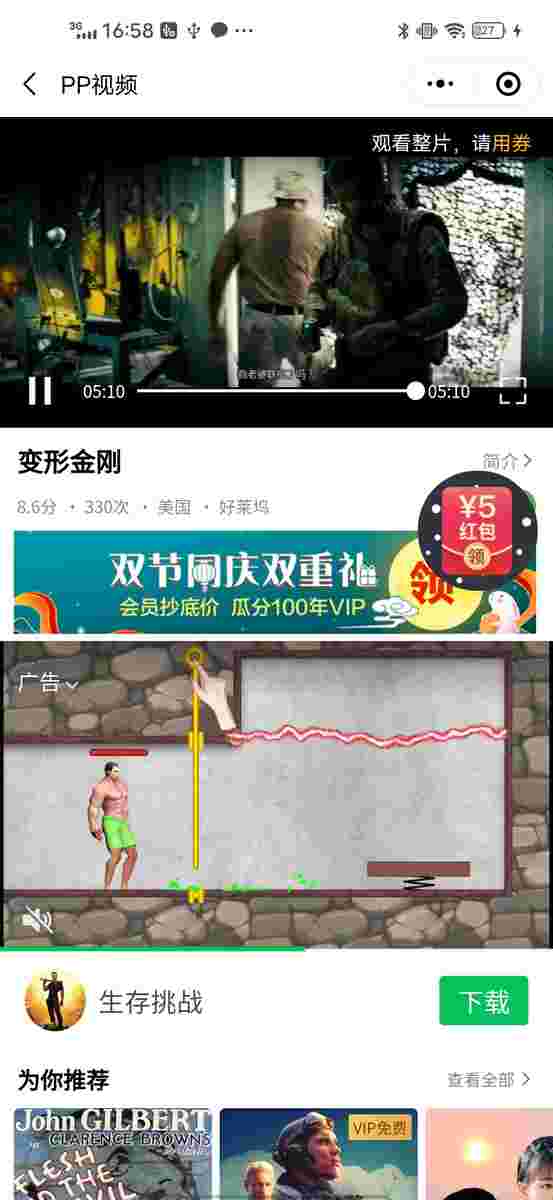 3G 16:58 27
PP视频
观看整片，请用券
05:10 05:10
变形金刚
简介
8.6分 · 330次 · 美国 · 好莱坞
¥5
红包
领
双节同庆双重礼
会员抄底价 瓜分100年VIP
领
广告
生存挑战
下载
为你推荐
查看全部
John GILBERT
CLARENCE BROWN'S
FLESH
VIP免费